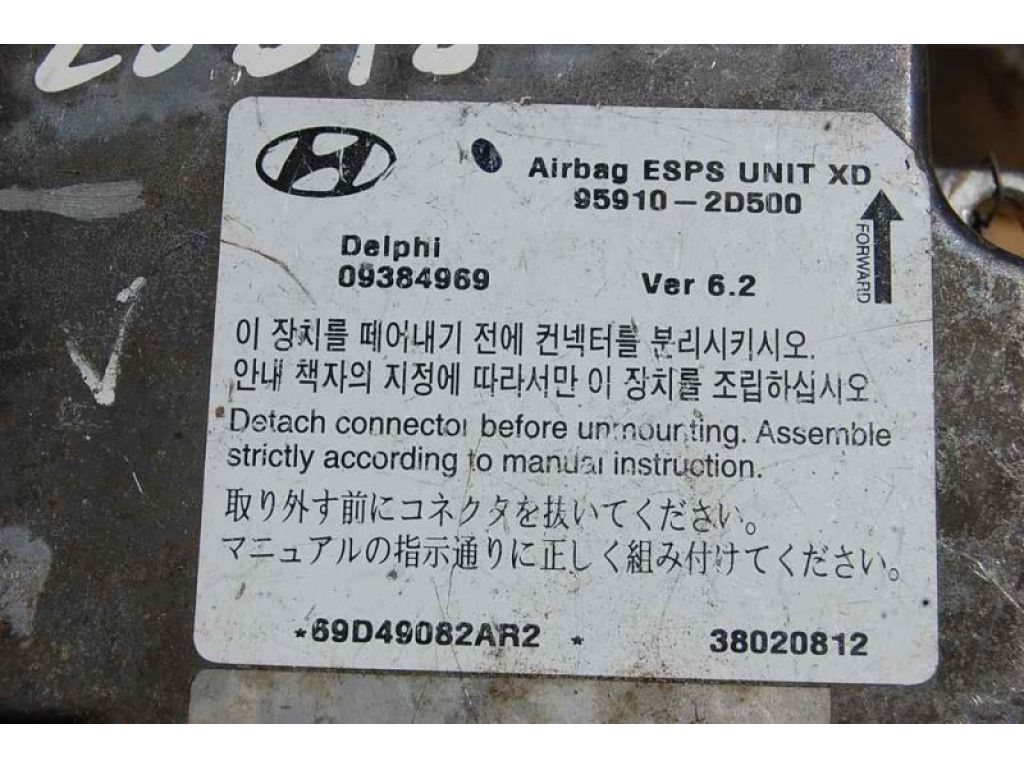 Airbag ESPS UNIT XD
95910-2D500
FORWARD
Delphi
09384969
Ver 6.2
이 장치를 떼어내기 전에 컨넥터를 분리시키시오.
안내 책자의 지정에 따라서만 이 장치를 조립하십시오.
Detach connector before unmounting. Assemble
strictly according to manual instruction.
取り外す前にコネクタを抜いてください。
マニュアルの指示通りに正しく組み付けてください。
*69D49082AR2 *
38020812